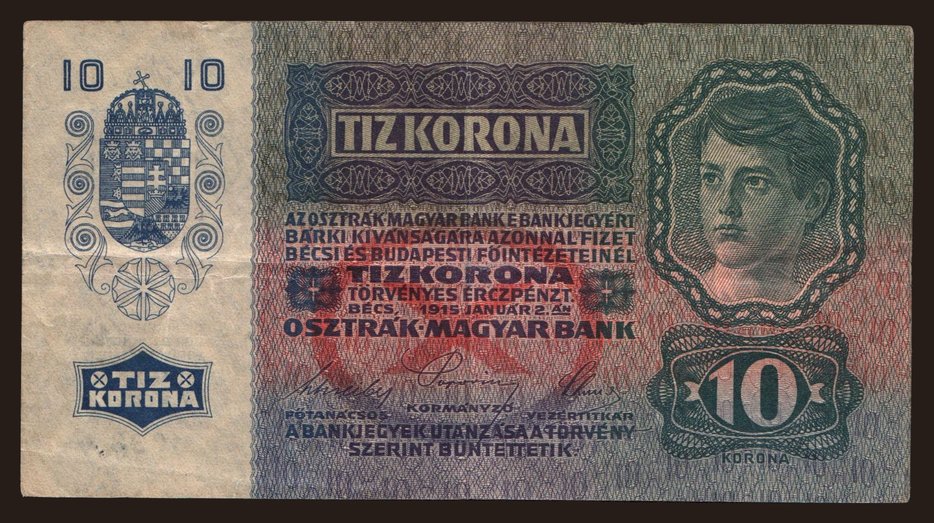 10 10
TIZ KORONA
AZ OSZTRÁK-MAGYAR BANK E BANKJEGYÉRT
BÁRKI KIVÁNSÁGÁRA AZONNAL FIZET
BÉCSI ÉS BUDAPESTI FŐINTÉZETEINÉL
TIZ KORONA
TÖRVÉNYES ÉRCZPÉNZT.
BÉCS, 1915 JANUÁR 2.-ÁN
OSZTRÁK-MAGYAR BANK
FŐTANÁCSOS KORMÁNYZÓ VEZÉRTITKÁR
A BANKJEGYEK UTÁNZÁSA A TÖRVÉNY
SZERINT BÜNTETTETIK.
TIZ
KORONA
10
KORONA